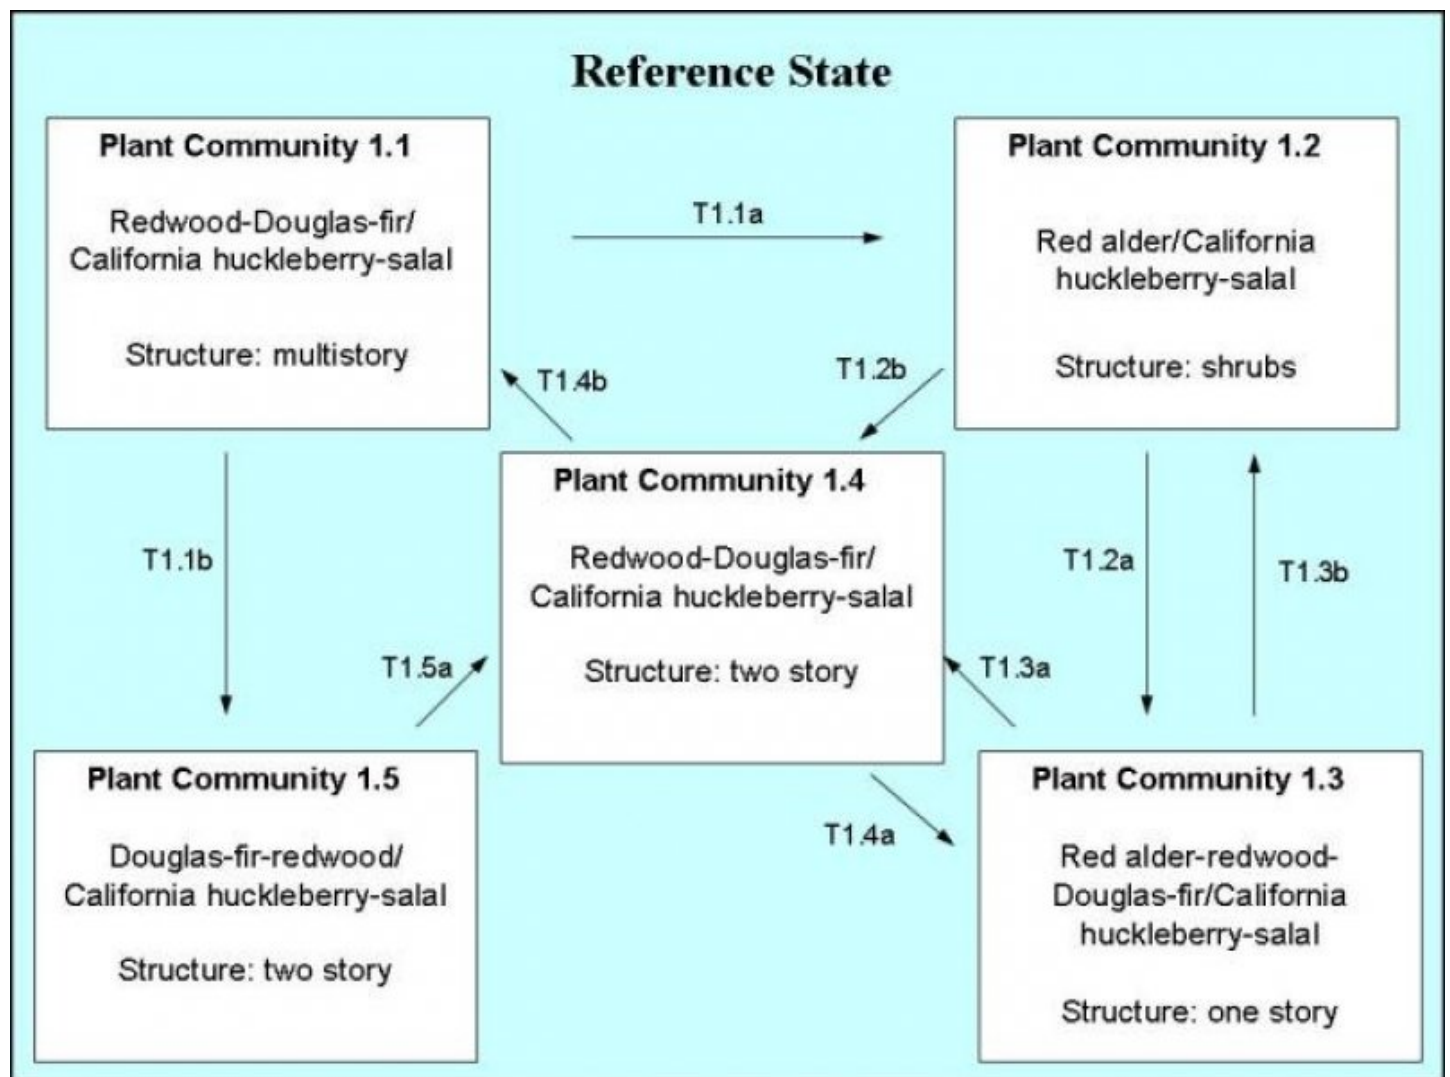 Reference State
Plant Community 1.1
Redwood-Douglas-fir/
California huckleberry-salal
Structure: multistory
T1.1a
Plant Community 1.2
Red alder/California
huckleberry-salal
Structure: shrubs
T1.4b
T1.2b
Plant Community 1.4
Redwood-Douglas-fir/
California huckleberry-salal
Structure: two story
T1.1b
T1.5a
T1.2a
T1.3b
T1.3a
T1.4a
Plant Community 1.5
Douglas-fir-redwood/
California huckleberry-salal
Structure: two story
Plant Community 1.3
Red alder-redwood-
Douglas-fir/California
huckleberry-salal
Structure: one story